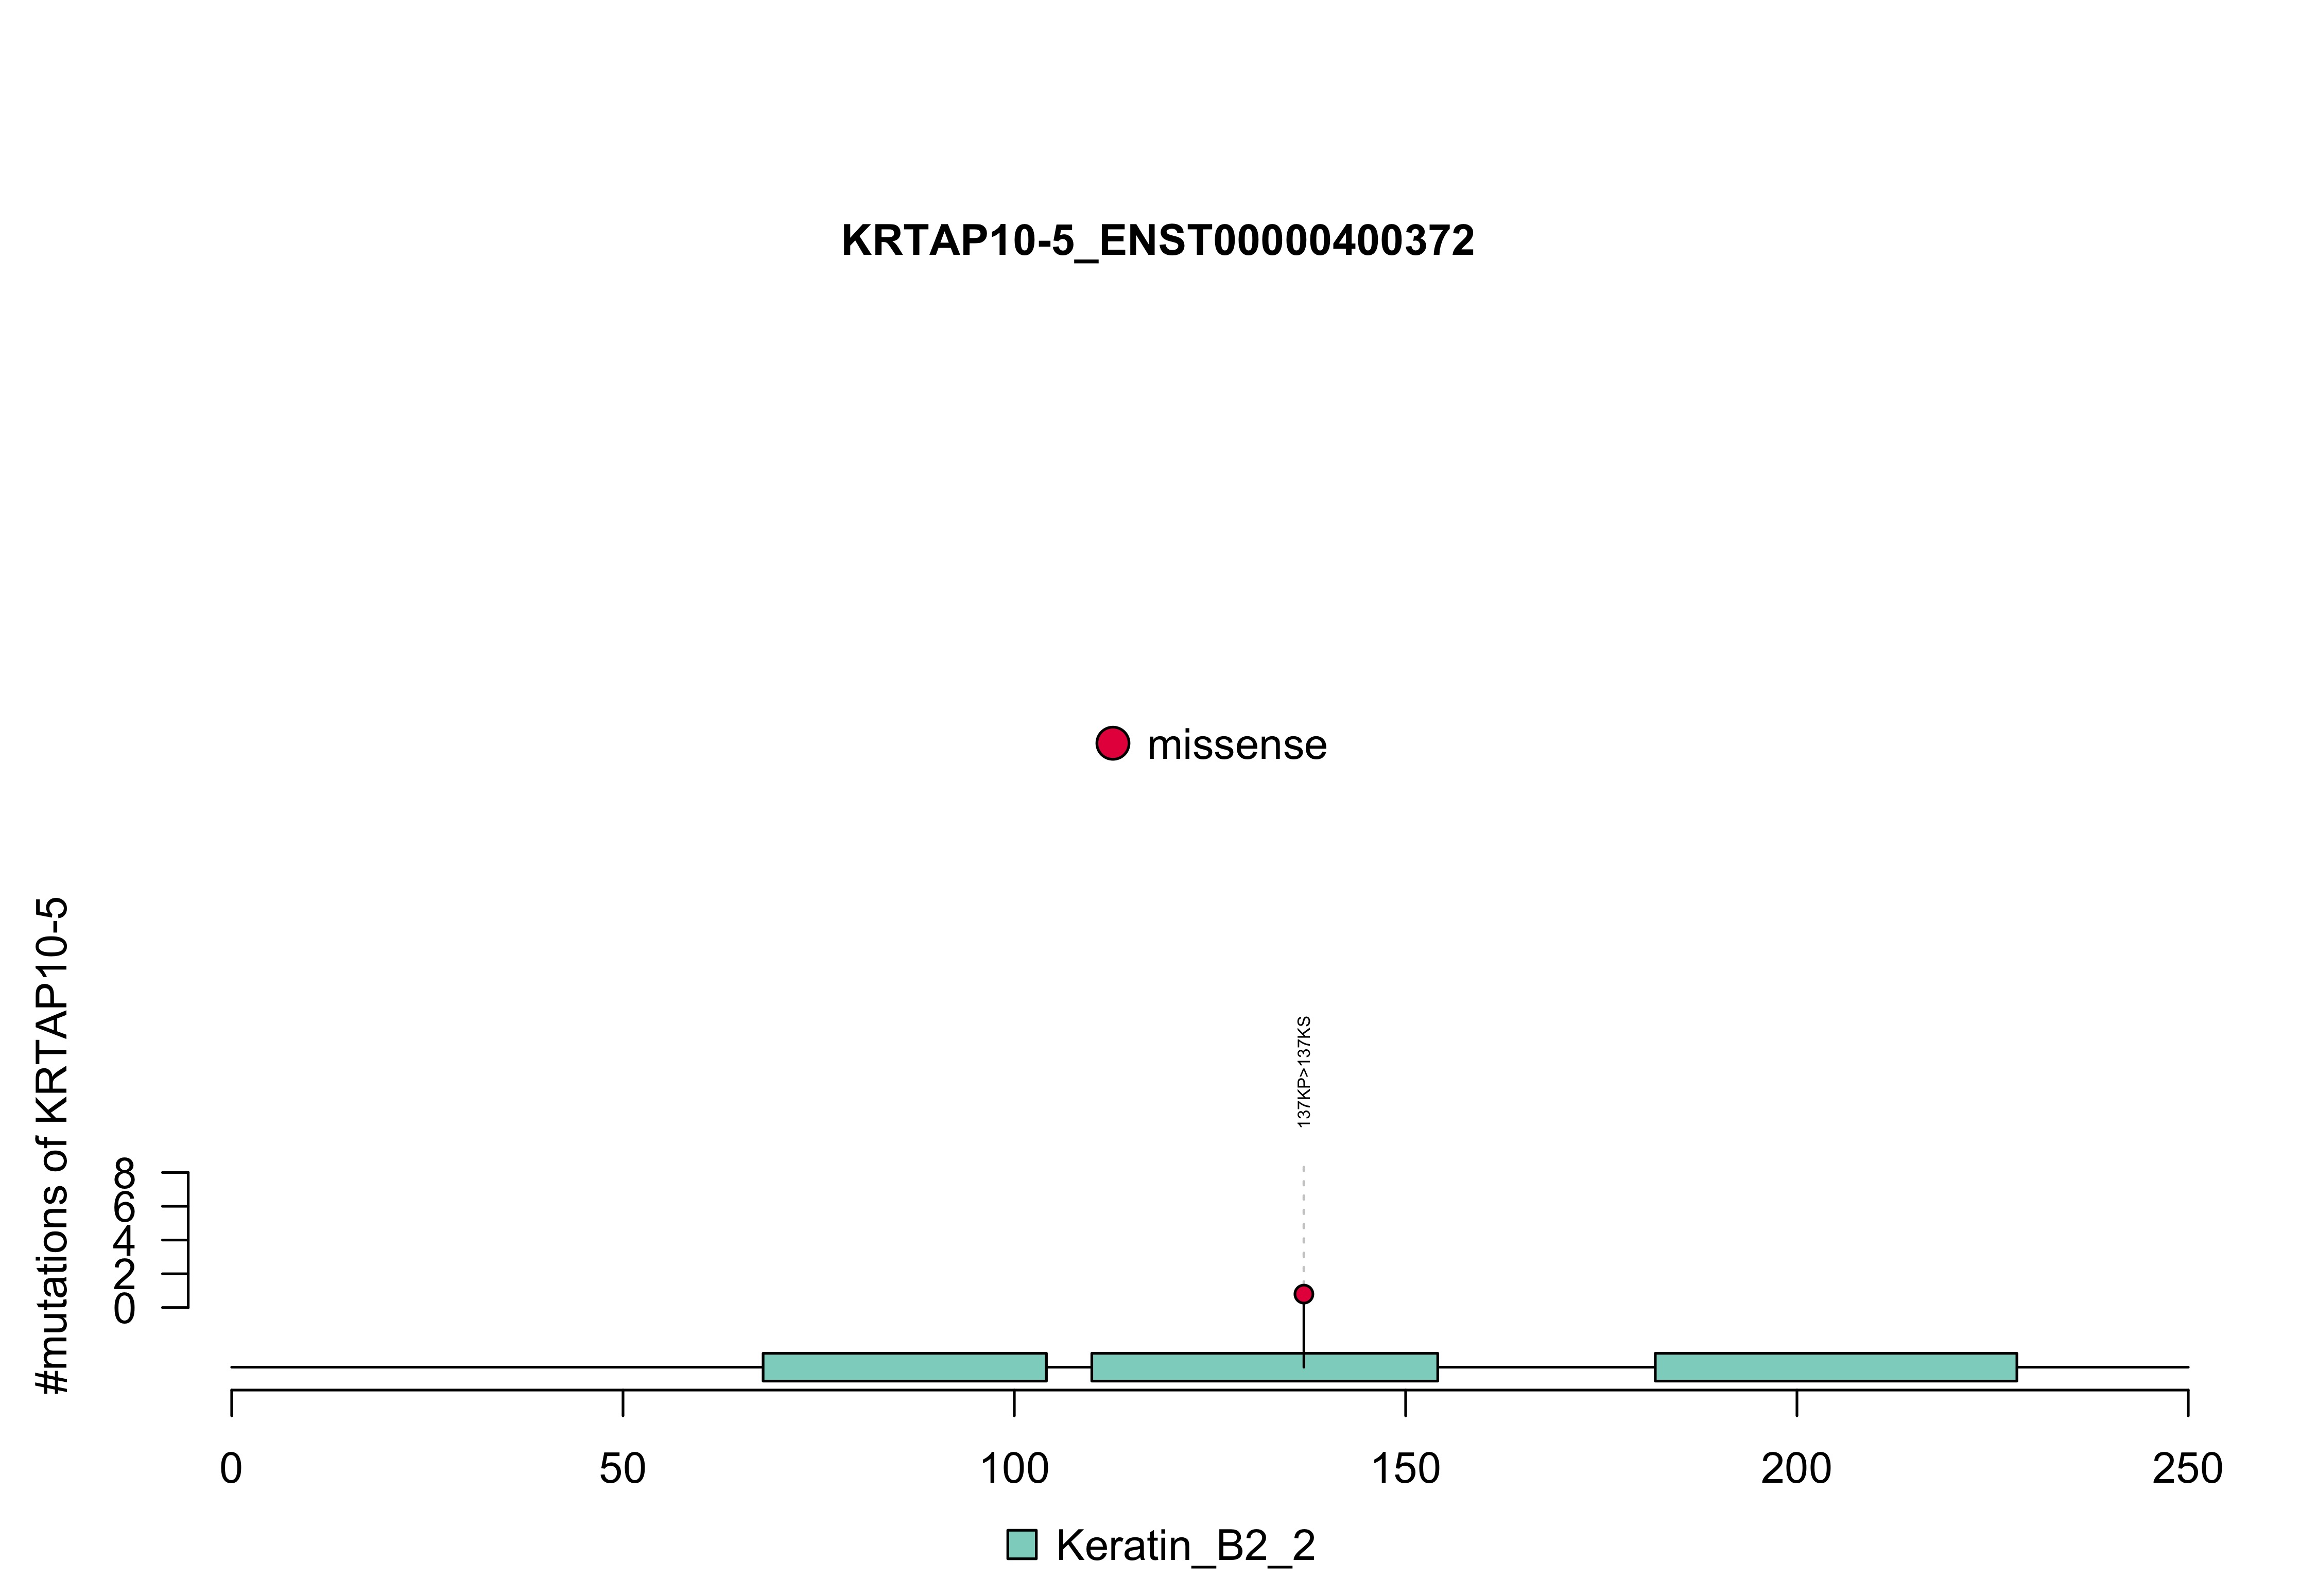 KRTAP10-5_ENST00000400372
missense
#mutations of KRTAP10-5
137KP>137KS
8
6
4
2
0
0 50 100 150 200 250
Keratin_B2_2